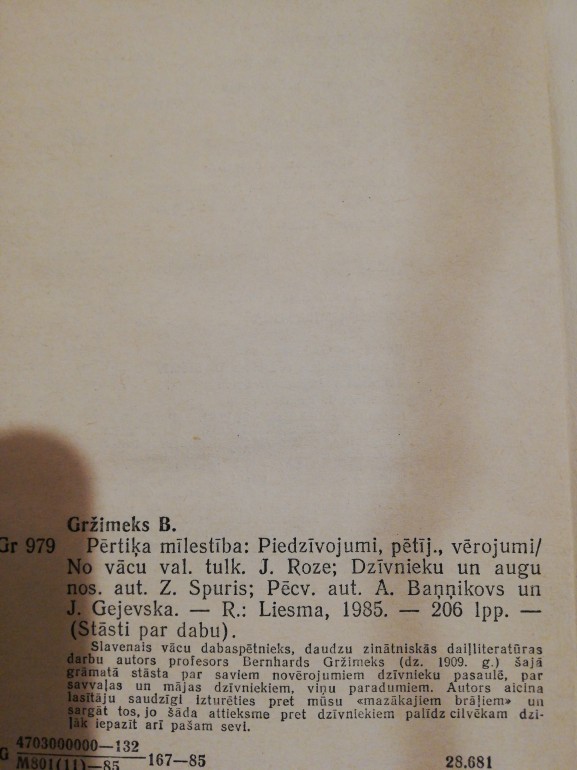 Gržimeks B.
Gr 979 Pērtiķa mīlestība: Piedzīvojumi, pētīj., vērojumi/
No vācu val. tulk. J. Roze; Dzīvnieku un augu
nos. aut. Z. Spuris; Pēcv. aut. A. Baņņikovs un
J. Gejevska. — R.: Liesma, 1985. — 206 lpp. —
(Stāsti par dabu).
Slavenais vācu dabaspētnieks, daudzu zinātniskās daiļliteratūras
darbu autors profesors Bernhards Gržimeks (dz. 1909. g.) šajā
grāmatā stāsta par saviem novērojumiem dzīvnieku pasaulē, par
savvaļas un mājas dzīvniekiem, viņu paradumiem. Autors aicina
lasītāju saudzīgi izturēties pret mūsu «mazākajiem brāļiem» un
sargāt tos, jo šāda attieksme pret dzīvniekiem palīdz cilvēkam dzi-
ļāk iepazīt arī pašam sevi.
G 4703000000—132
M801(11)—85 167—85 28.681